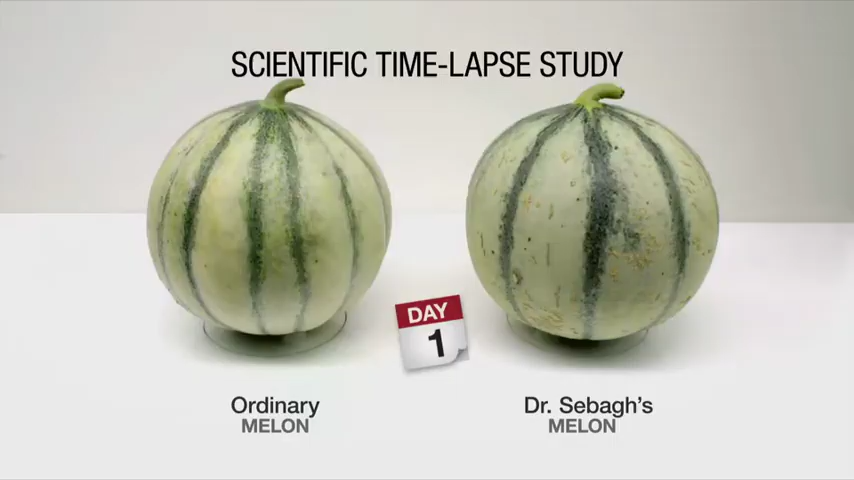 SCIENTIFIC TIME-LAPSE STUDY
DAY
1
Ordinary
MELON
Dr. Sebagh's
MELON